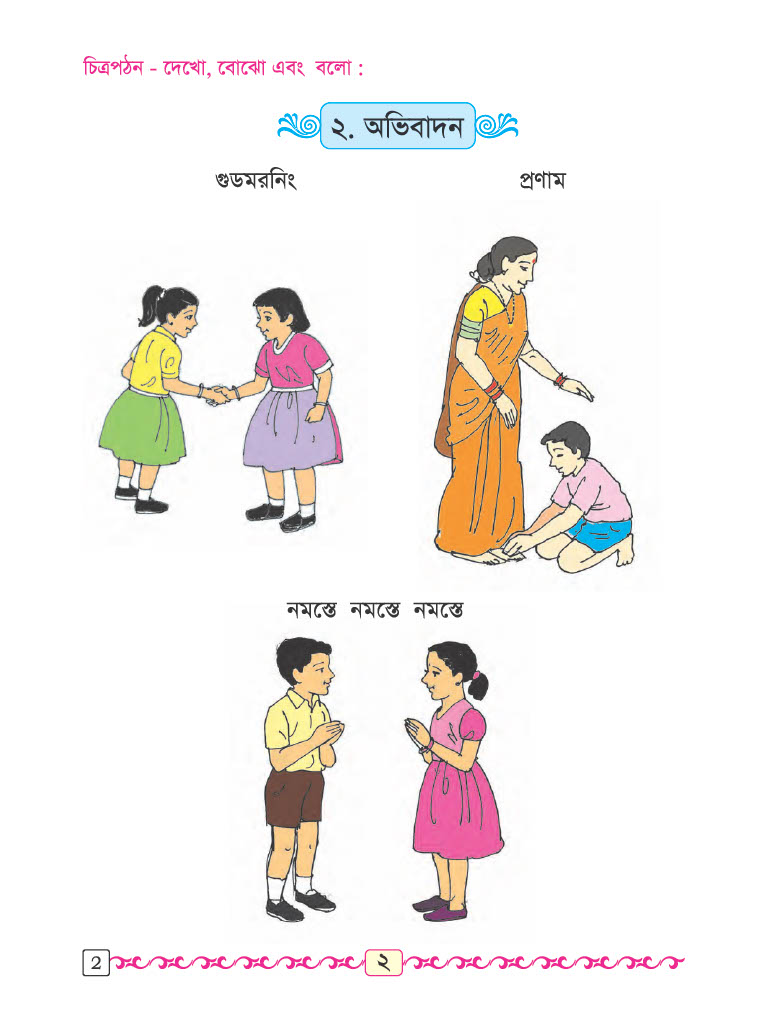 চিত্রপঠন - দেখো, বোঝো এবং বলো :
২. অভিবাদন
গুডমরনিং
প্রণাম
নমস্তে নমস্তে নমস্তে
2
২